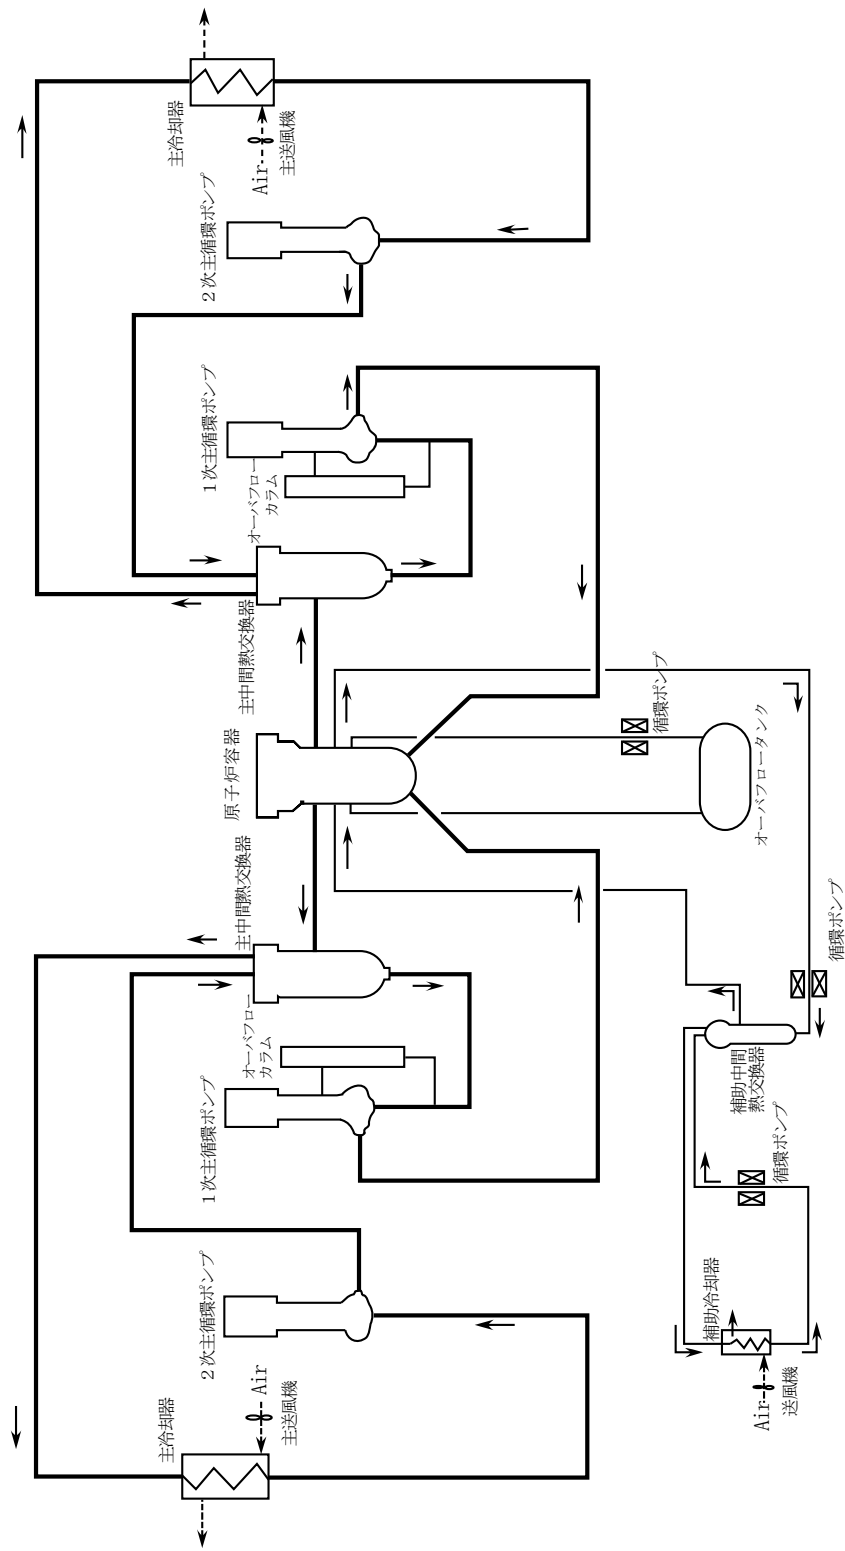 主冷却器
Air
主送風機
2次主循環ポンプ
1次主循環ポンプ
オーバフロー
カラム
主中間熱交換器
原子炉容器
循環ポンプ
オーバフロータンク
主中間熱交換器
オーバフロー
カラム
1次主循環ポンプ
2次主循環ポンプ
Air
主送風機
主冷却器
循環ポンプ
補助中間
熱交換器
循環ポンプ
補助冷却器
Air
送風機